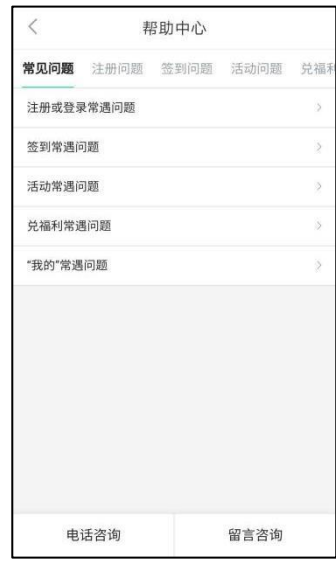 帮助中心
常见问题 注册问题 签到问题 活动问题 兑福利
注册或登录常遇问题
签到常遇问题
活动常遇问题
兑福利常遇问题
“我的”常遇问题
电话咨询 留言咨询